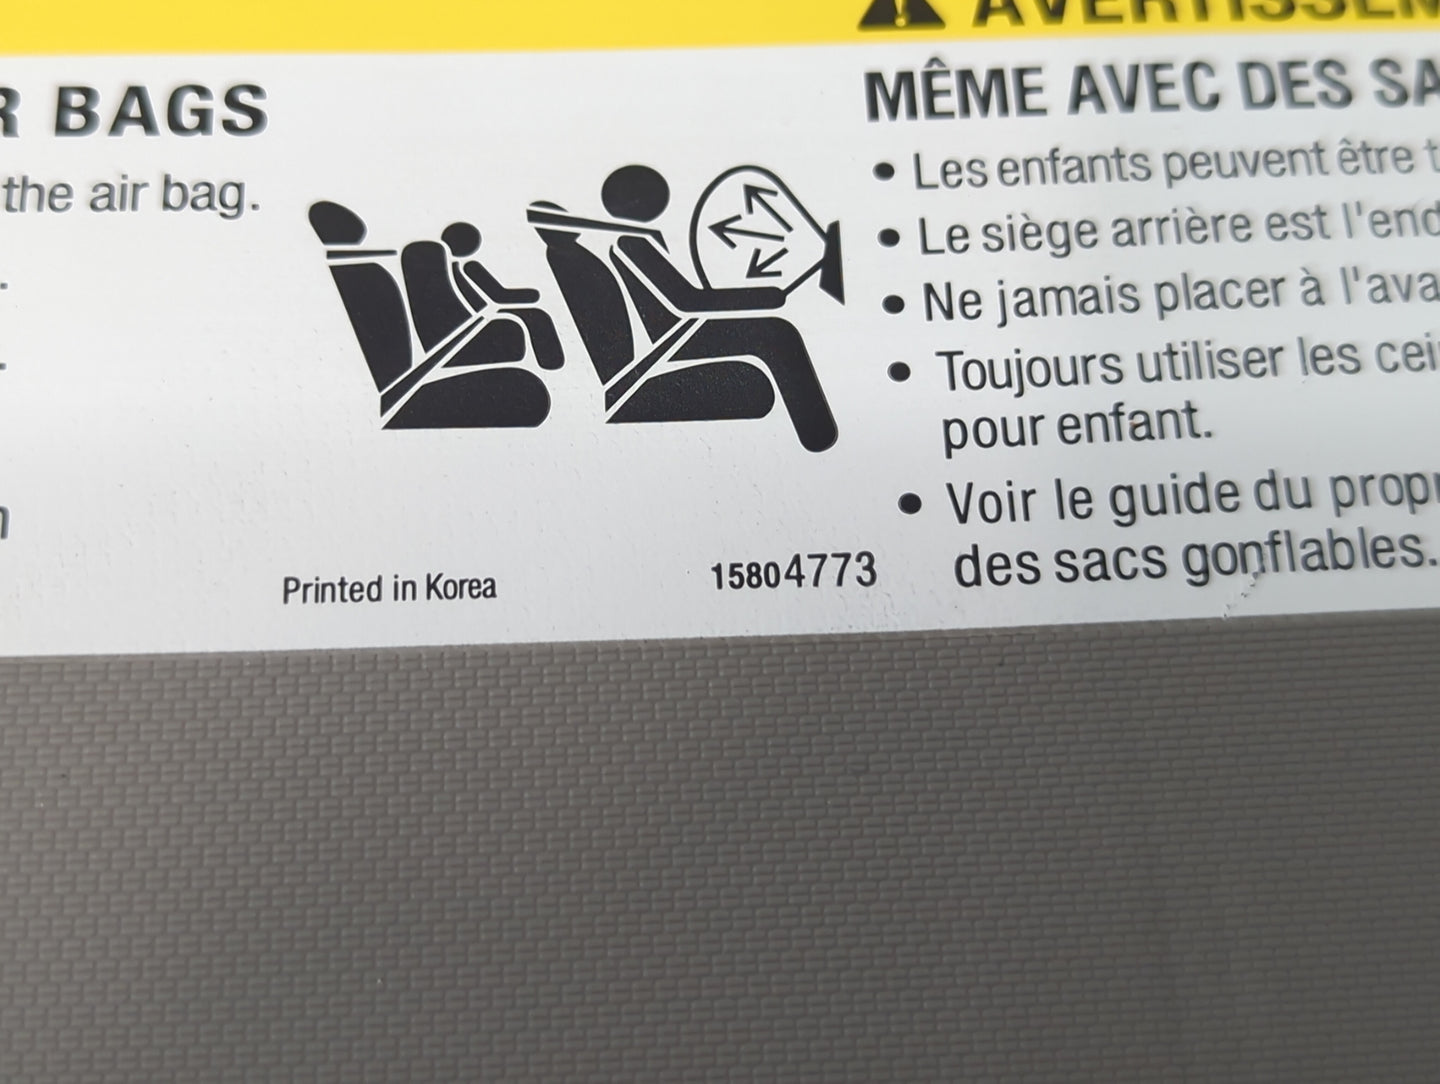 R BAGS
the air bag.
Printed in Korea
15804773
MÊME AVEC DES SA
• Les enfants peuvent être t
• Le siège arrière est l'end
• Ne jamais placer à l'ava
• Toujours utiliser les cei
pour enfant.
• Voir le guide du propr
des sacs gonflables.